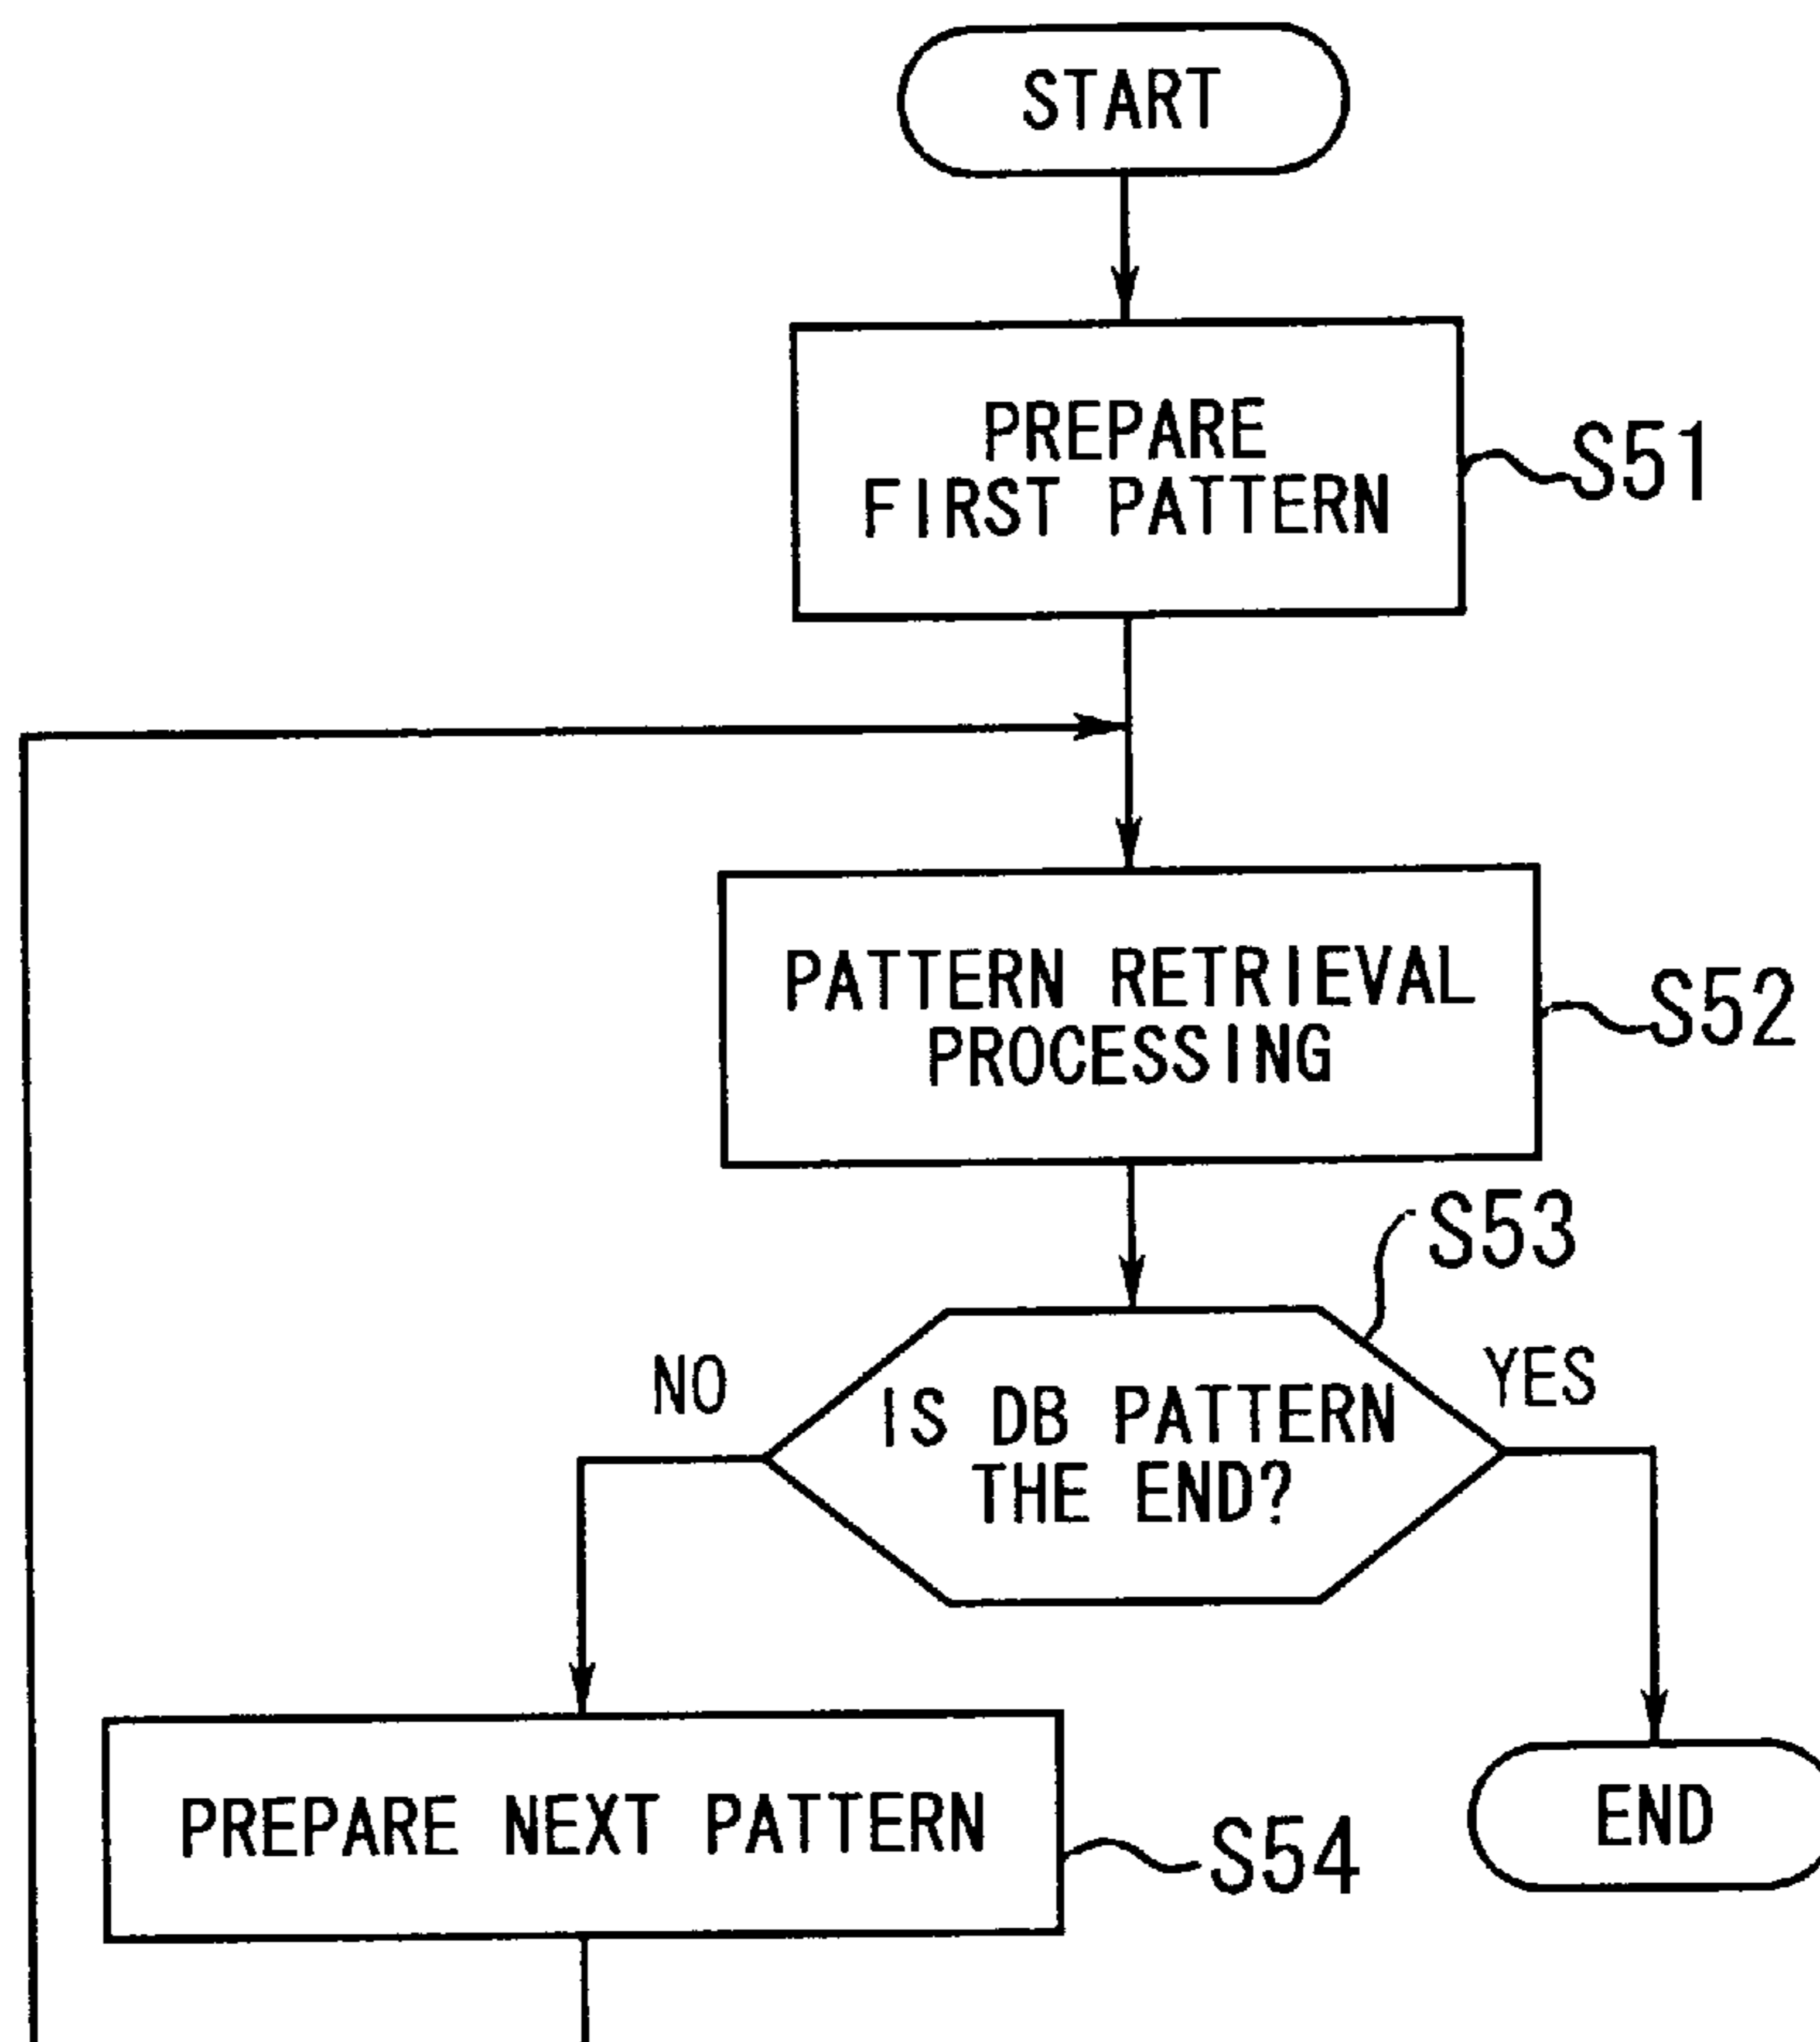 START
PREPARE
FIRST PATTERN
S51
PATTERN RETRIEVAL
PROCESSING
S52
S53
NO
YES
IS DB PATTERN
THE END?
PREPARE NEXT PATTERN
S54
END